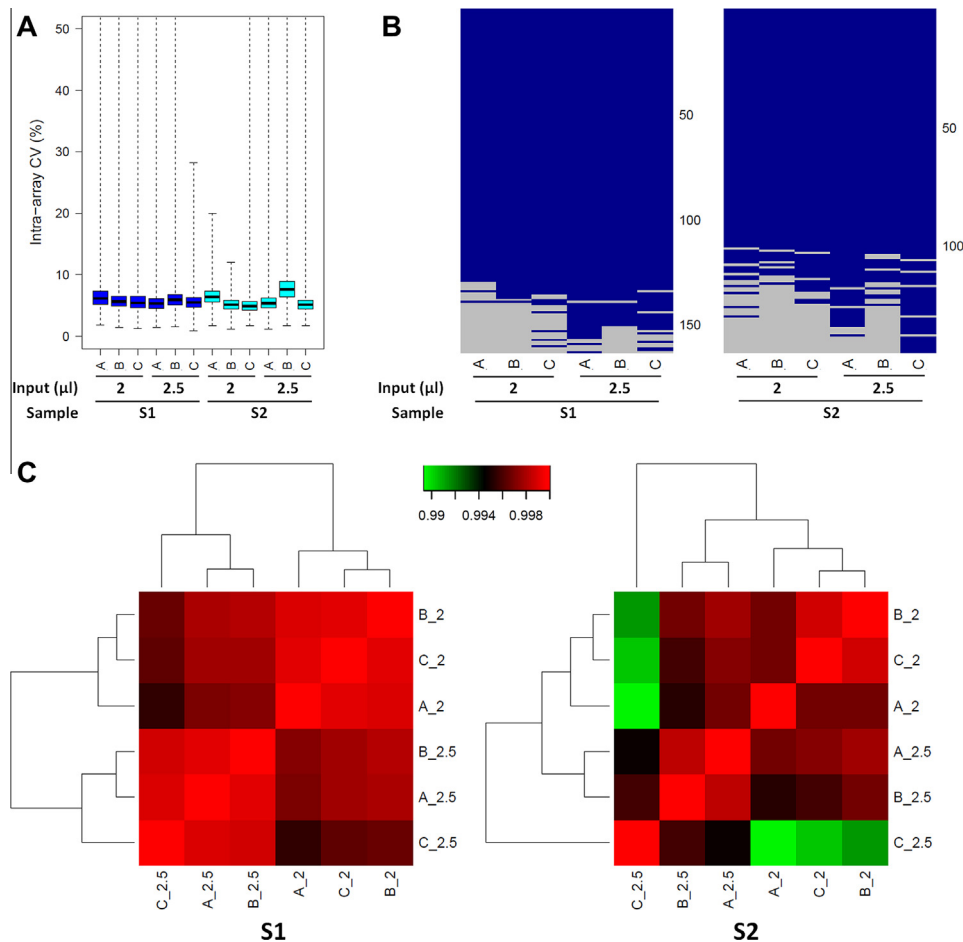 A
B
Intra−array CV (%)
50
40
30
20
10
0
A B C A B C A B C A B C
Input (µl) 2 2.5 2 2.5
Sample S1 S2
50
100
150
A B C A B C
2 2.5
S1
50
100
A B C A B C
2 2.5
S2
C
0.99 0.994 0.998
B_2
C_2
A_2
B_2.5
A_2.5
C_2.5
C_2.5 A_2.5 B_2.5 A_2 C_2 B_2
S1
B_2
C_2
A_2
A_2.5
B_2.5
C_2.5
C_2.5 B_2.5 A_2.5 A_2 C_2 B_2
S2